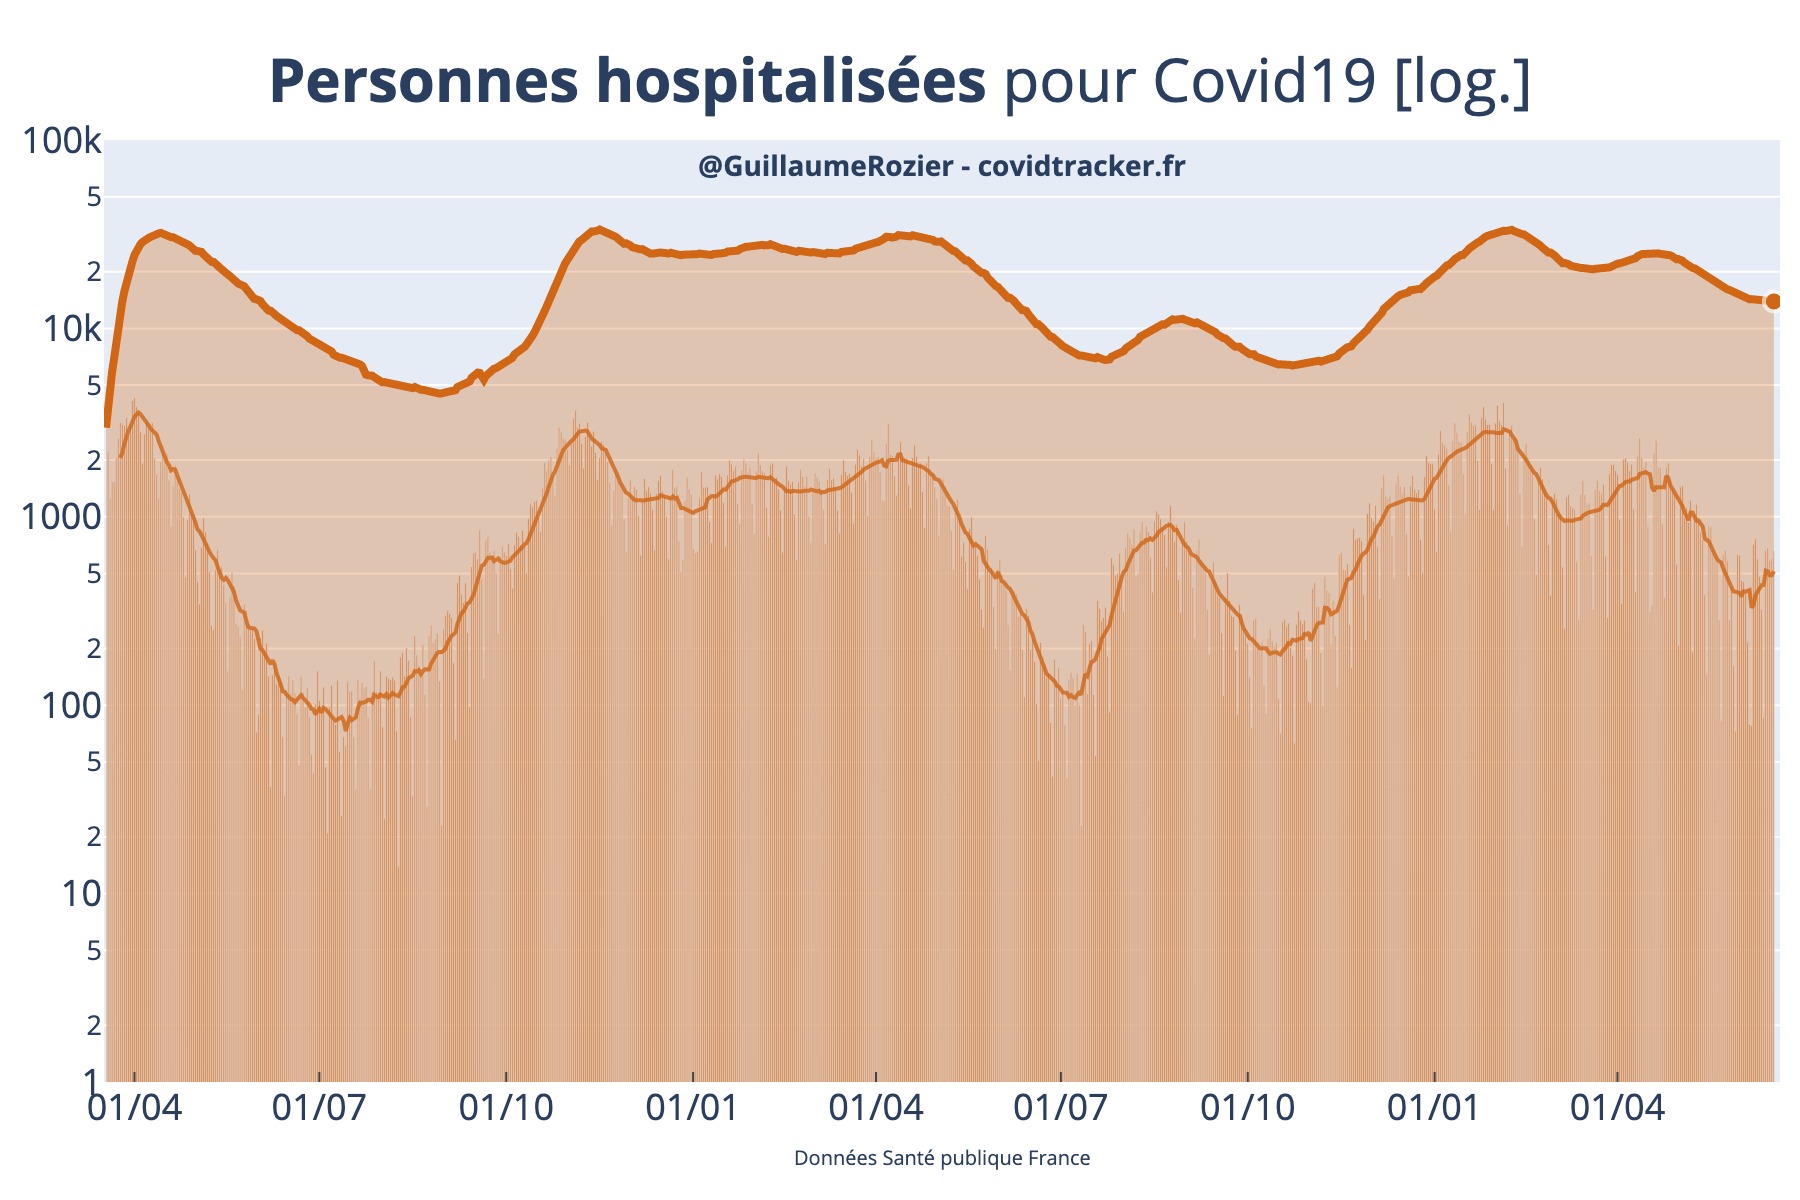 Personnes hospitalisées pour Covid19 [log.]
@GuillaumeRozier - covidtracker.fr
100k
5
2
10k
5
2
1000
5
2
100
5
2
10
5
2
1
01/04 01/07 01/10 01/01 01/04 01/07 01/10 01/01 01/04
Données Santé publique France